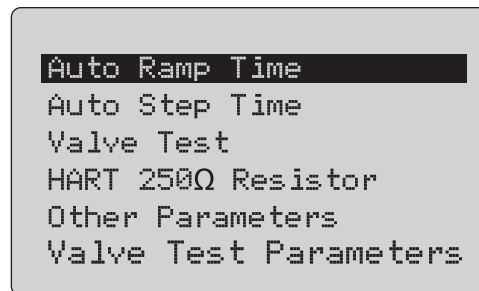 Auto Ramp Time
Auto Step Time
Valve Test
HART 250Ω Resistor
Other Parameters
Valve Test Parameters